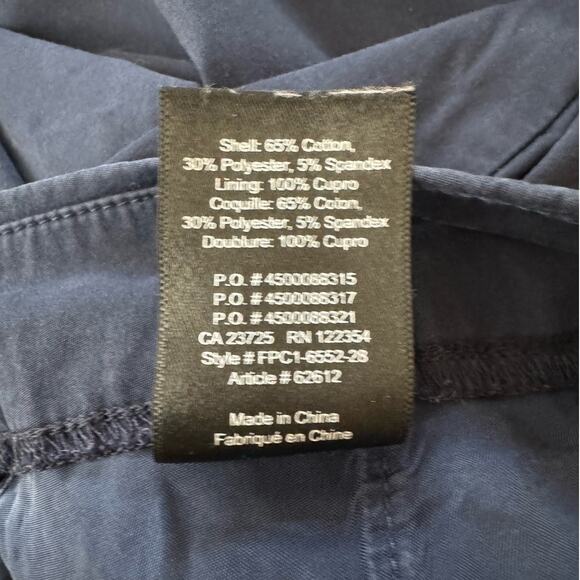 Shell: 65% Cotton,
30% Polyester, 5% Spandex
Lining: 100% Cupro
Coquille: 65% Coton,
30% Polyester, 5% Spandex
Doublure: 100% Cupro
P.O. # 4500088315
P.O. # 4500088317
P.O. # 4500088321
CA 23725 RN 122354
Style # FPC1-6552-28
Article # 62612
Made in China
Fabriqué en Chine